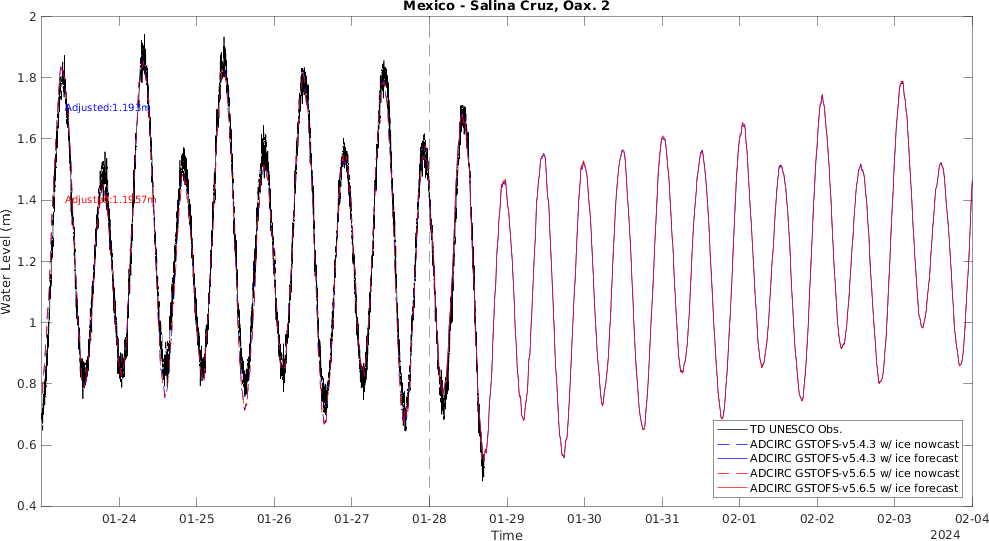 Mexico - Salina Cruz, Oax. 2
2
1.8
1.6
1.4
1.2
1
0.8
0.6
0.4
Water Level (m)
Adjusted:1.193m
Adjusted:1.1957m
01-24
01-25
01-26
01-27
01-28
01-29
01-30
01-31
02-01
02-02
02-03
02-04
Time
2024
TD UNESCO Obs.
ADCIRC GSTOFS-v5.4.3 w/ ice nowcast
ADCIRC GSTOFS-v5.4.3 w/ ice forecast
ADCIRC GSTOFS-v5.6.5 w/ ice nowcast
ADCIRC GSTOFS-v5.6.5 w/ ice forecast